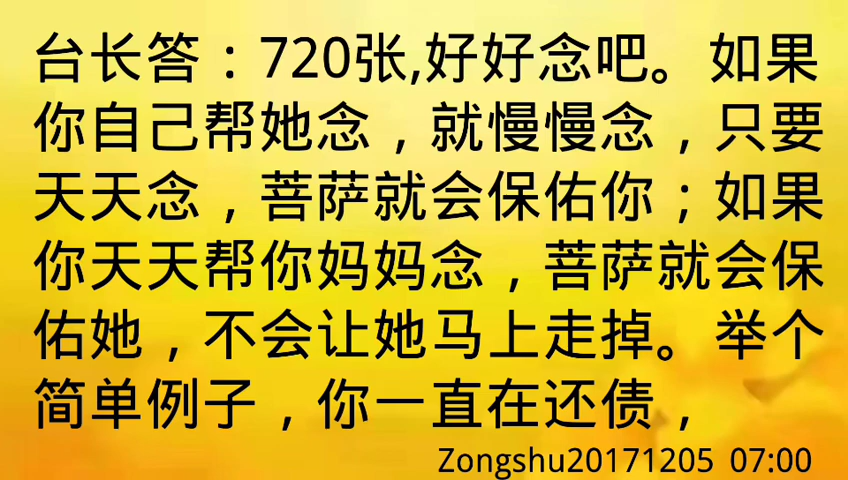 台长答：720张,好好念吧。如果
你自己帮她念，就慢慢念，只要
天天念，菩萨就会保佑你；如果
你天天帮你妈妈念，菩萨就会保
佑她，不会让她马上走掉。举个
简单例子，你一直在还债，
Zongshu20171205 07:00